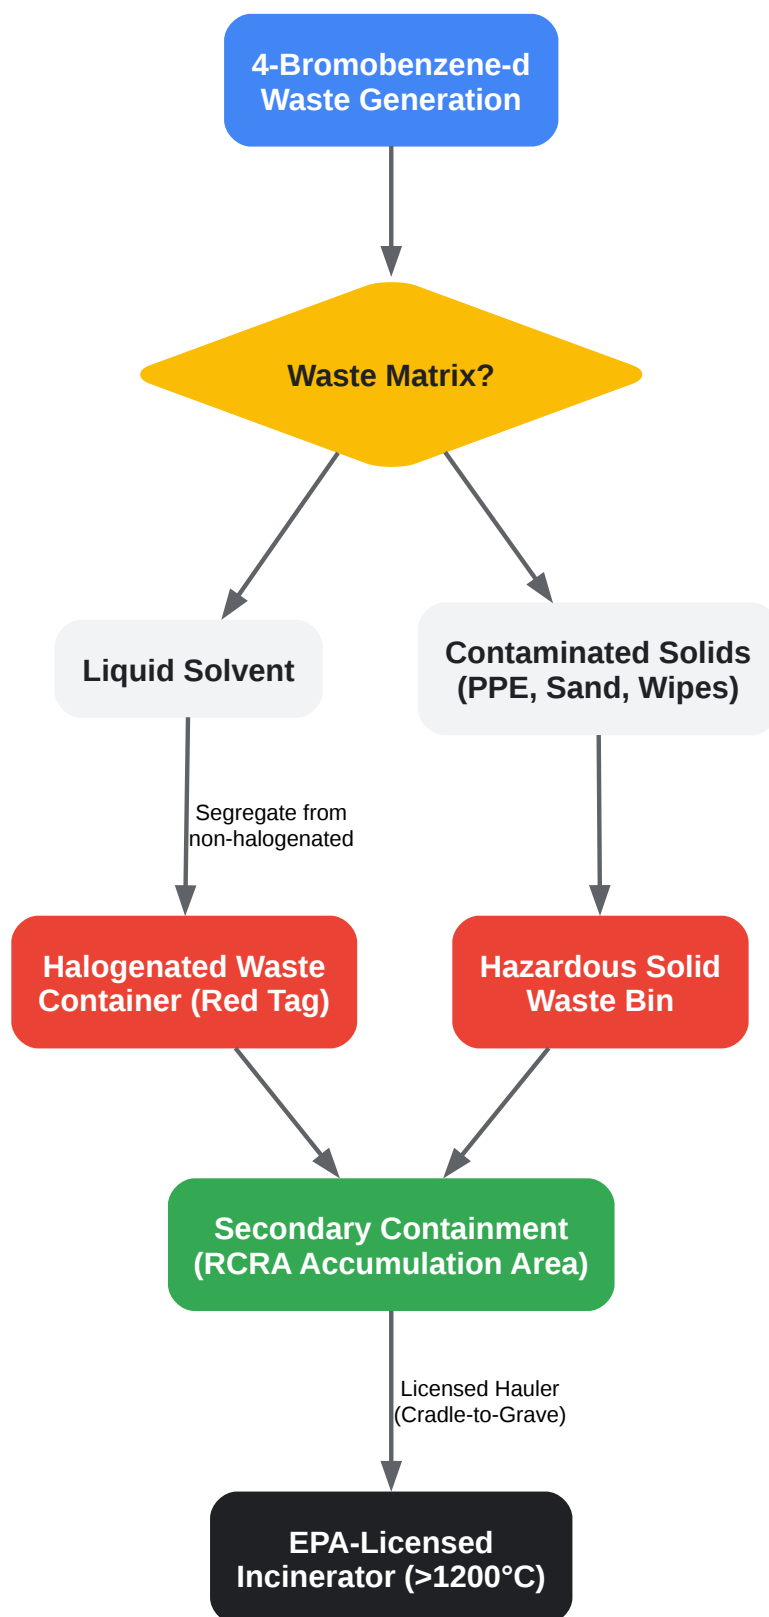 4-Bromobenzene-d
Waste Generation
Waste Matrix?
Liquid Solvent
Contaminated Solids
(PPE, Sand, Wipes)
Segregate from
non-halogenated
Halogenated Waste
Container (Red Tag)
Hazardous Solid
Waste Bin
Secondary Containment
(RCRA Accumulation Area)
Licensed Hauler
(Cradle-to-Grave)
EPA-Licensed
Incinerator (>1200°C)